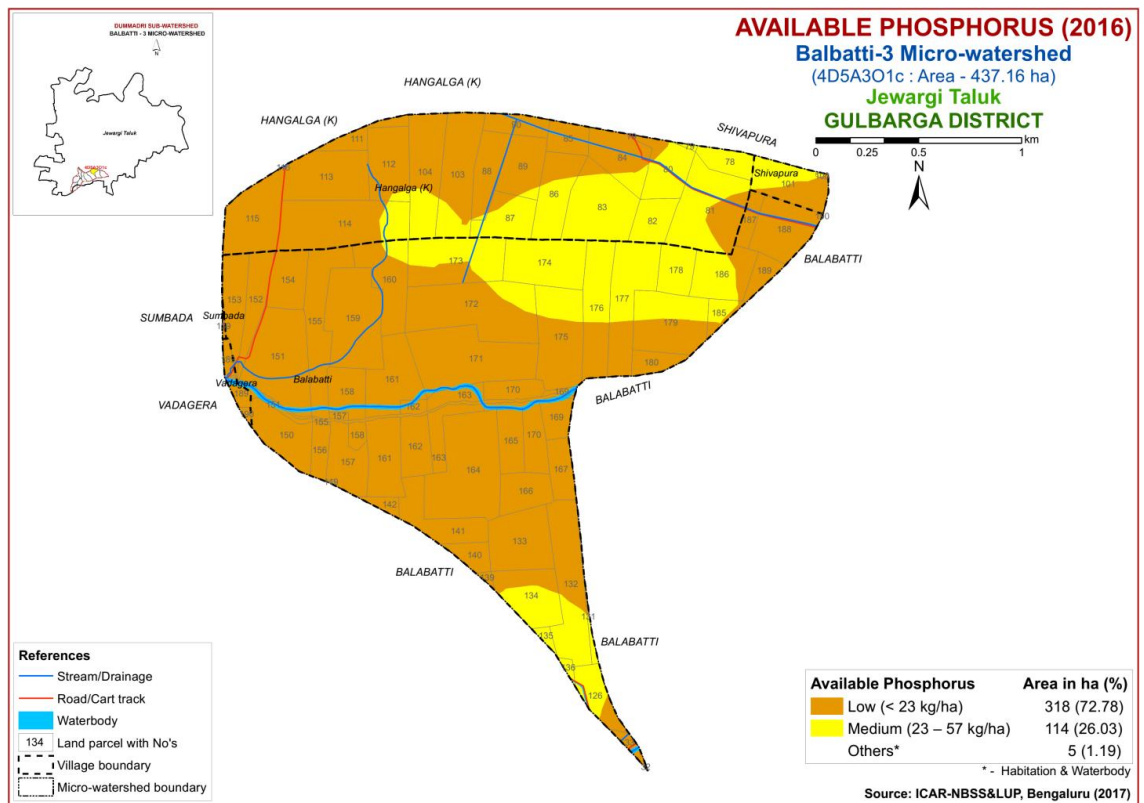 DUMMADRI SUB-WATERSHED
BALBATTI - 3 MICRO-WATERSHED
N
Jewargi Taluk
AVAILABLE PHOSPHORUS (2016)
Balbatti-3 Micro-watershed
(4D5A3O1c : Area - 437.16 ha)
Jewargi Taluk
GULBARGA DISTRICT
0 0.25 0.5 1 km
N
HANGALGA (K)
HANGALGA (K)
SHIVAPURA
111 112 104 103 88 89 84 78
113 Hangalga (K) 86 Shivapura 101
115 114 87 83 82 81 187 188
BALABATTI
173 174 178 186 189
153 152 154 160 172 176 177 185
SUMBADA Sumbada 155 159 175 179
151 171 180
Vadagera Balabatti 161 170
158 163
BALABATTI
VADAGERA
162 169
150 157 158 165 170
156 157 161 162 163 164 167
166
142
141 133
140
BALABATTI
139 132
134 131
135
BALABATTI
136
126
References
Stream/Drainage
Road/Cart track
Waterbody
134 Land parcel with No's
Village boundary
Micro-watershed boundary
Available Phosphorus Area in ha (%)
Low (< 23 kg/ha) 318 (72.78)
Medium (23 – 57 kg/ha) 114 (26.03)
Others* 5 (1.19)
* - Habitation & Waterbody
Source: ICAR-NBSS&LUP, Bengaluru (2017)